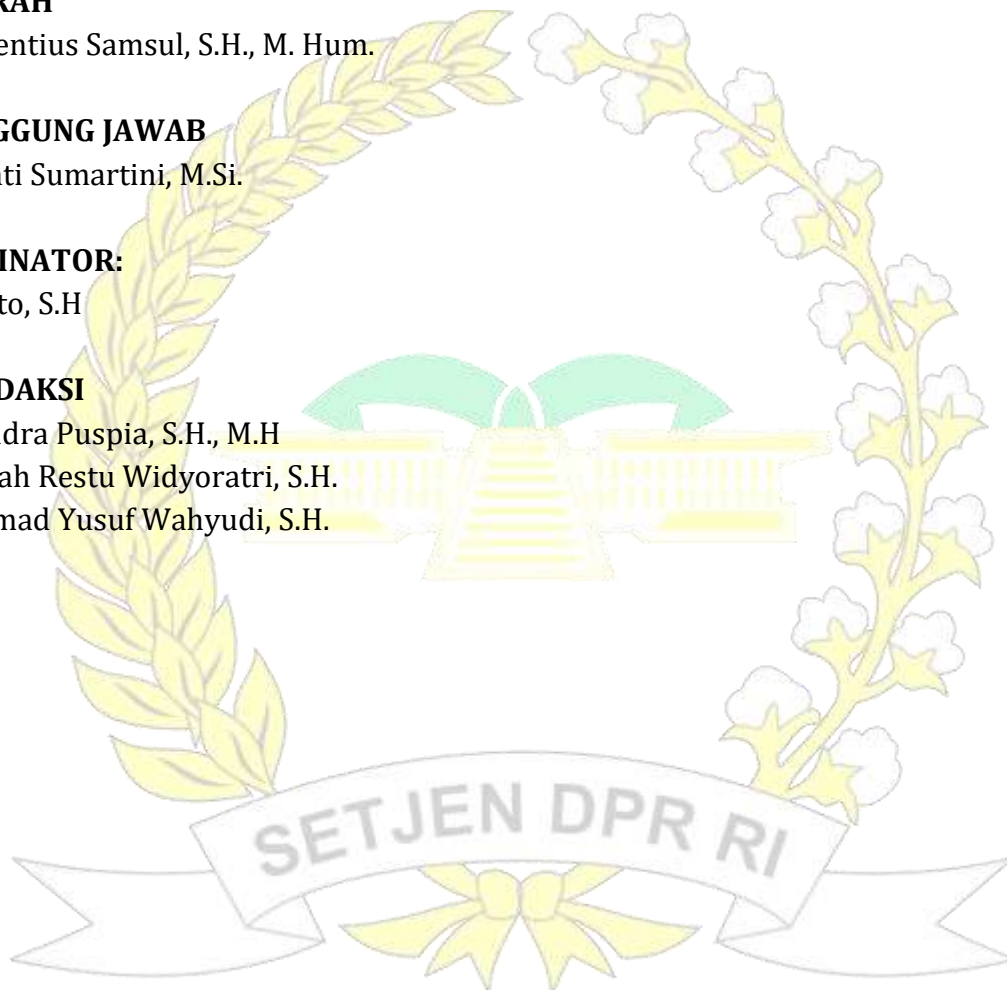 RAH
entius Samsul, S.H., M. Hum.
GGUNG JAWAB
ti Sumartini, M.Si.
INATOR:
to, S.H
DAKSI
dra Puspia, S.H., M.H
ah Restu Widyoratri, S.H.
mad Yusuf Wahyudi, S.H.
SETJEN DPR RI